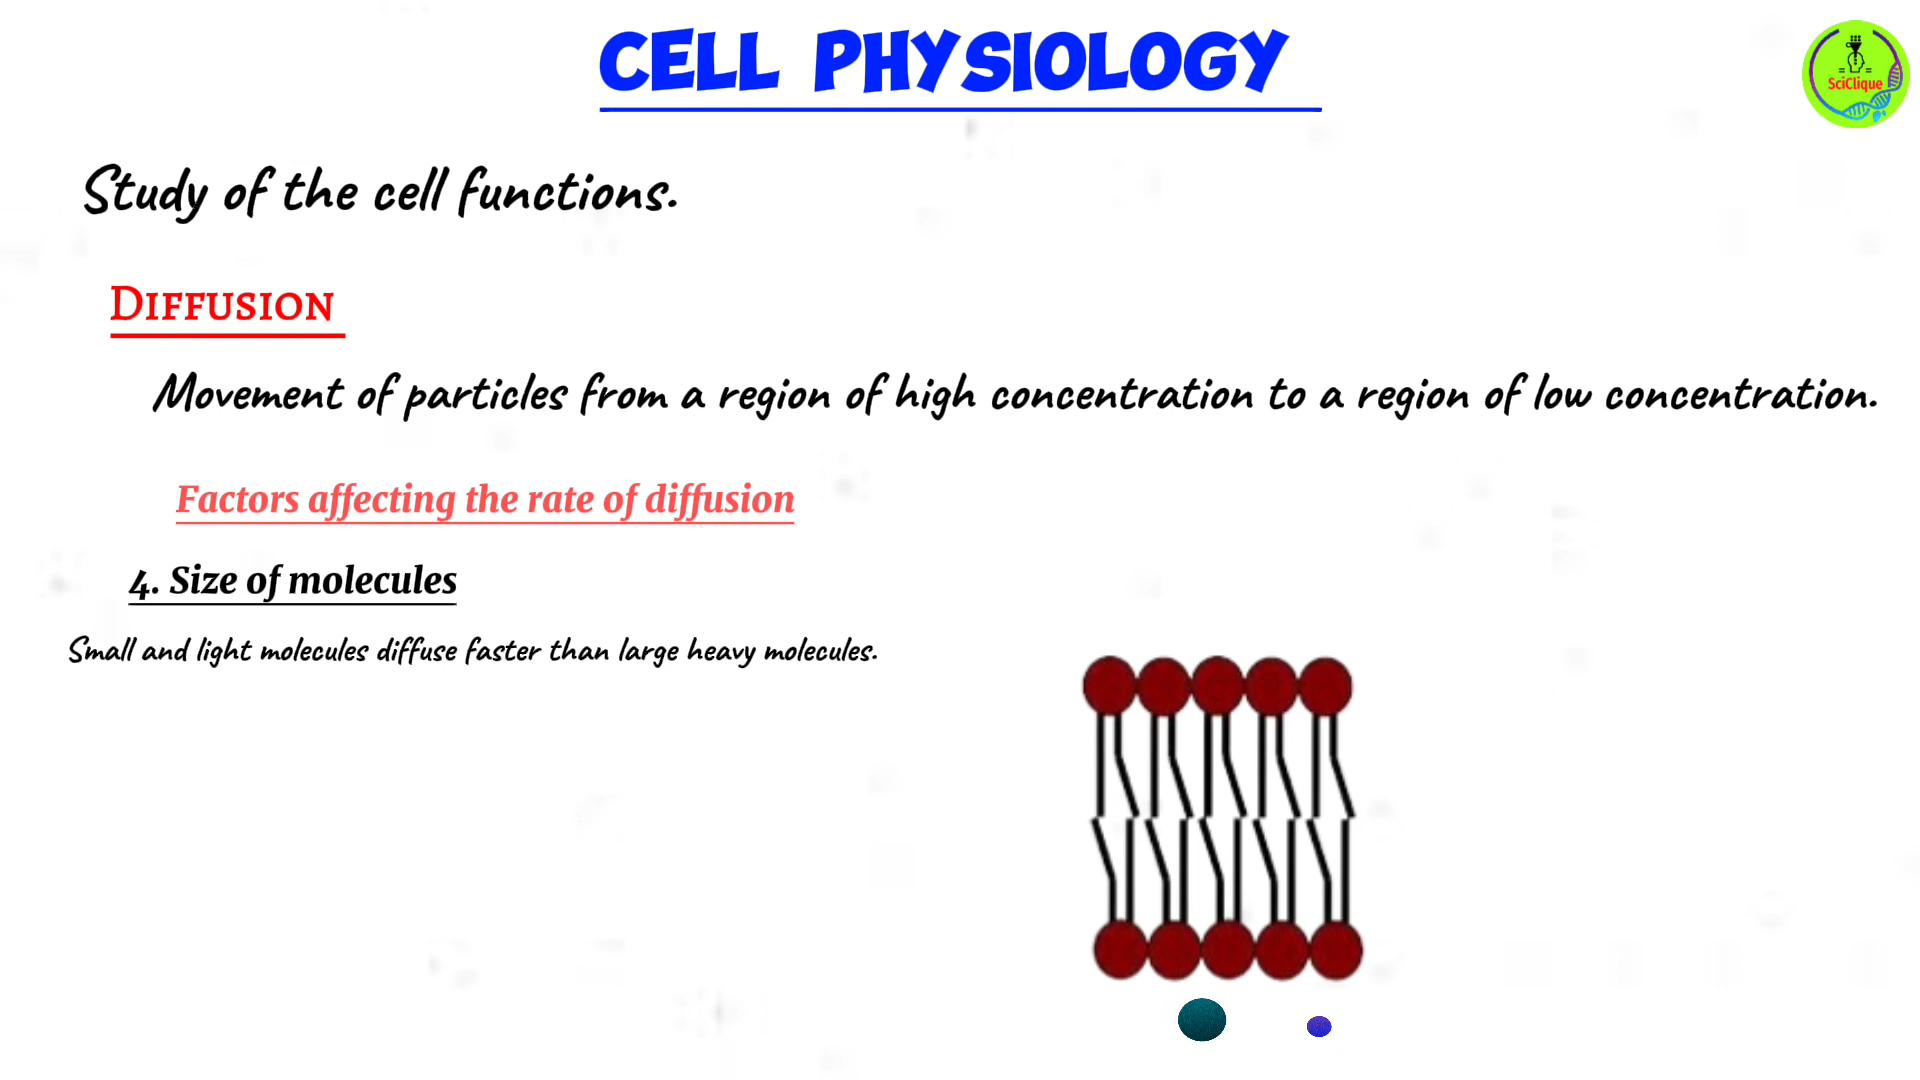 CELL PHYSIOLOGY
SciClique
Study of the cell functions.
DIFFUSION
Movement of particles from a region of high concentration to a region of low concentration.
Factors affecting the rate of diffusion
4. Size of molecules
Small and light molecules diffuse faster than large heavy molecules.